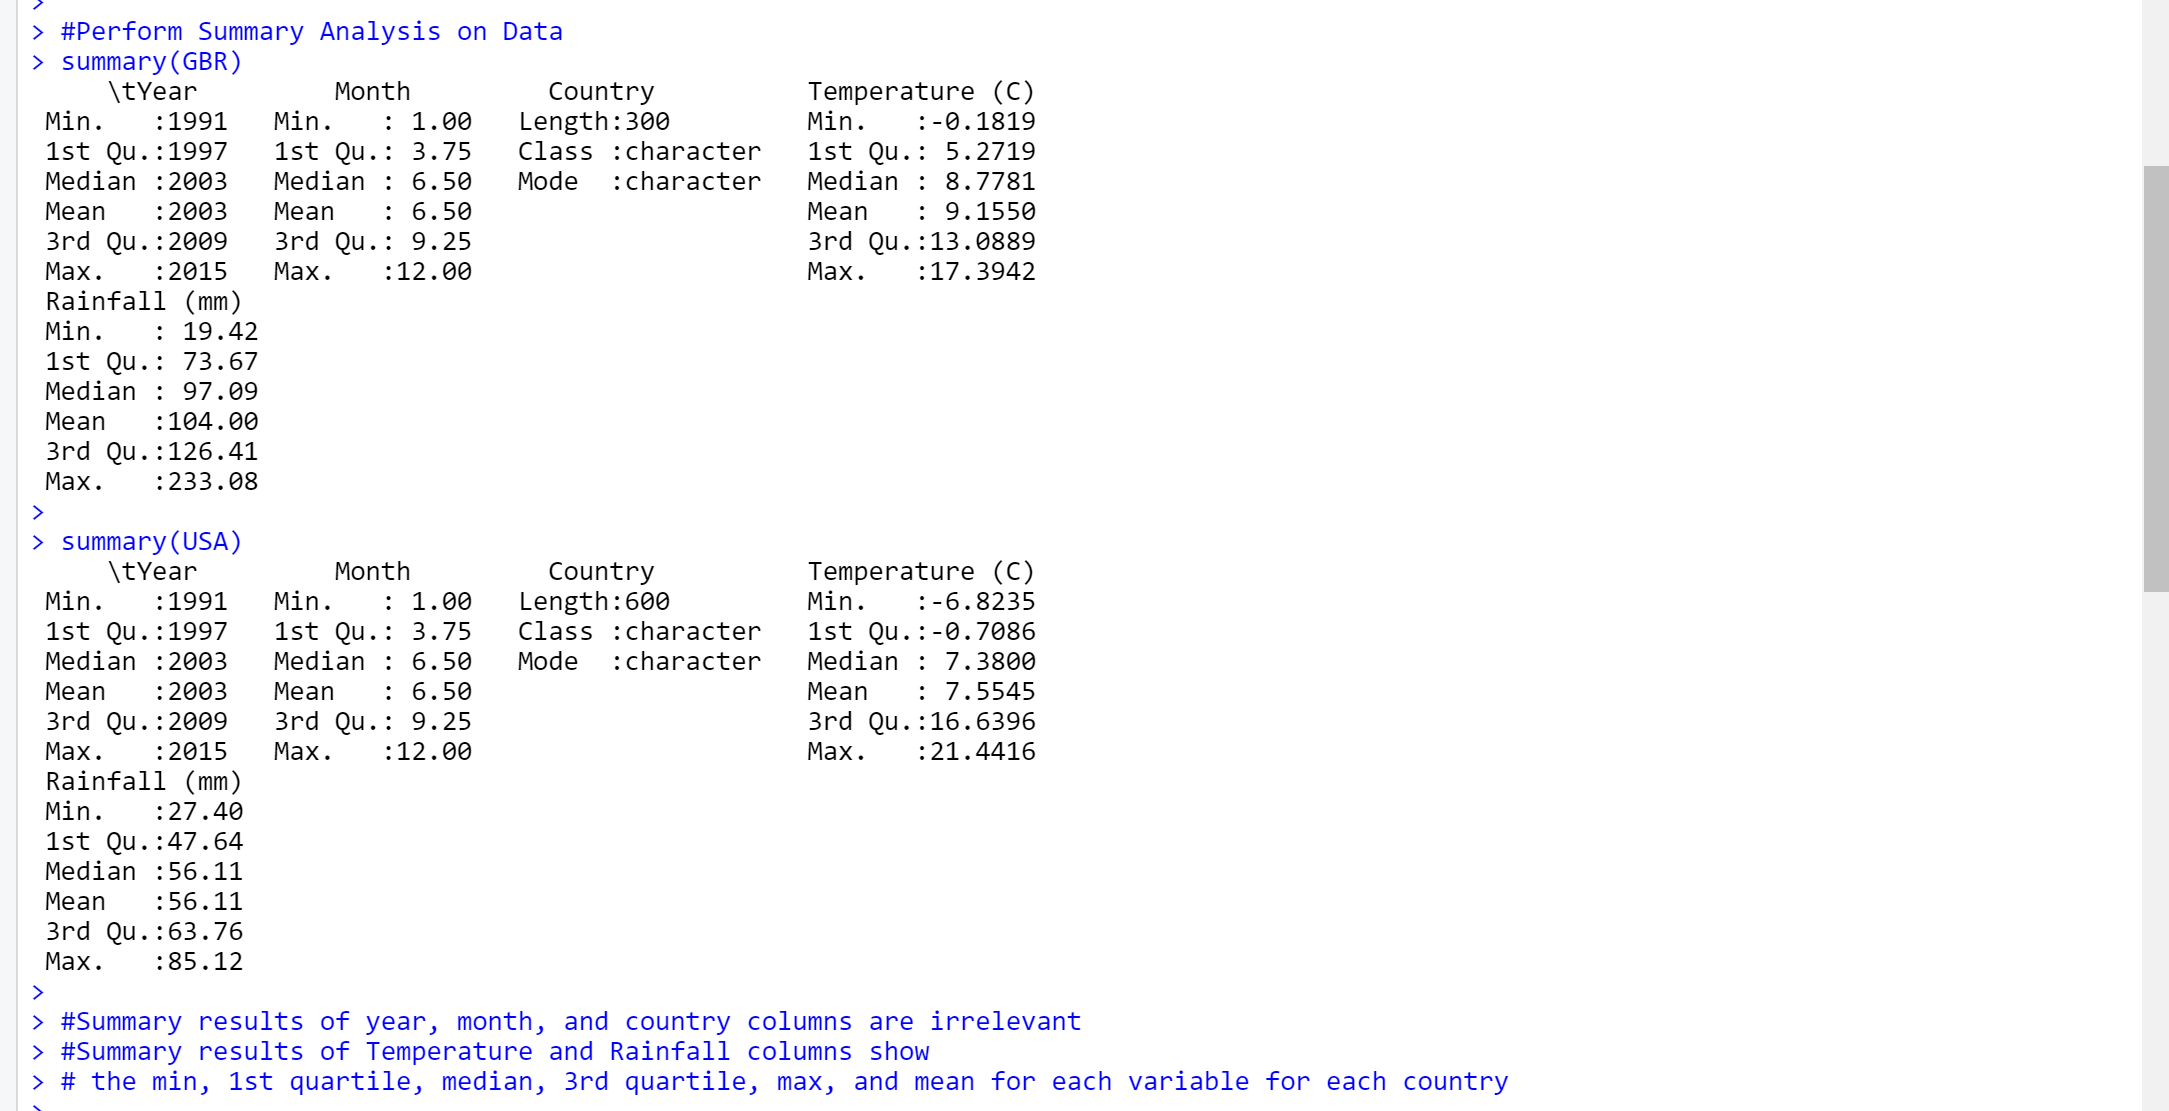 >
> #Perform Summary Analysis on Data
> summary(GBR)
    \tYear         Month         Country          Temperature (C)
Min.   :1991   Min.   : 1.00   Length:300         Min.   :-0.1819
1st Qu.:1997   1st Qu.: 3.75   Class :character   1st Qu.: 5.2719
Median :2003   Median : 6.50   Mode  :character   Median : 8.7781
Mean   :2003   Mean   : 6.50                      Mean   : 9.1550
3rd Qu.:2009   3rd Qu.: 9.25                      3rd Qu.:13.0889
Max.   :2015   Max.   :12.00                      Max.   :17.3942
Rainfall (mm)
Min.   : 19.42
1st Qu.: 73.67
Median : 97.09
Mean   :104.00
3rd Qu.:126.41
Max.   :233.08
>
> summary(USA)
    \tYear         Month         Country          Temperature (C)
Min.   :1991   Min.   : 1.00   Length:600         Min.   :-6.8235
1st Qu.:1997   1st Qu.: 3.75   Class :character   1st Qu.:-0.7086
Median :2003   Median : 6.50   Mode  :character   Median : 7.3800
Mean   :2003   Mean   : 6.50                      Mean   : 7.5545
3rd Qu.:2009   3rd Qu.: 9.25                      3rd Qu.:16.6396
Max.   :2015   Max.   :12.00                      Max.   :21.4416
Rainfall (mm)
Min.   :27.40
1st Qu.:47.64
Median :56.11
Mean   :56.11
3rd Qu.:63.76
Max.   :85.12
>
> #Summary results of year, month, and country columns are irrelevant
> #Summary results of Temperature and Rainfall columns show
> # the min, 1st quartile, median, 3rd quartile, max, and mean for each variable for each country
>